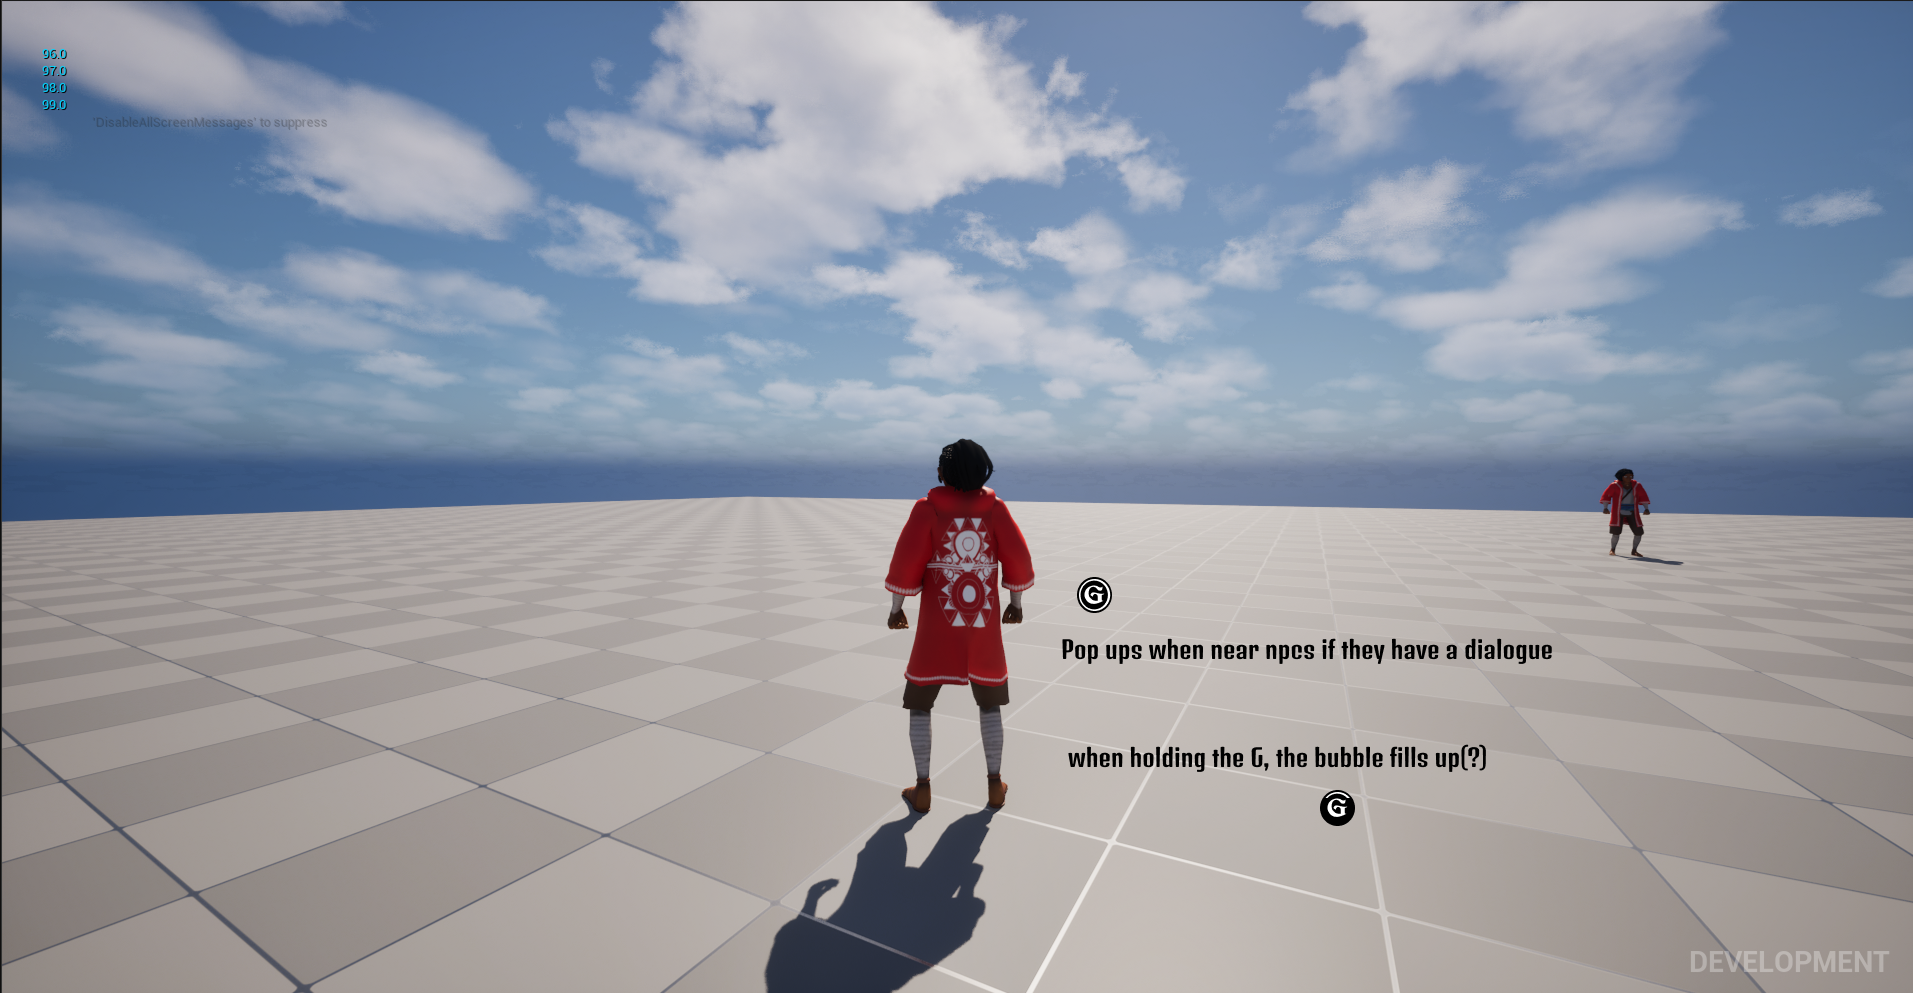 96.0
97.0
98.0
99.0
'DisableAllScreenMessages' to suppress
G
Pop ups when near npcs if they have a dialogue
when holding the G, the bubble fills up(?)
G
DEVELOPMENT